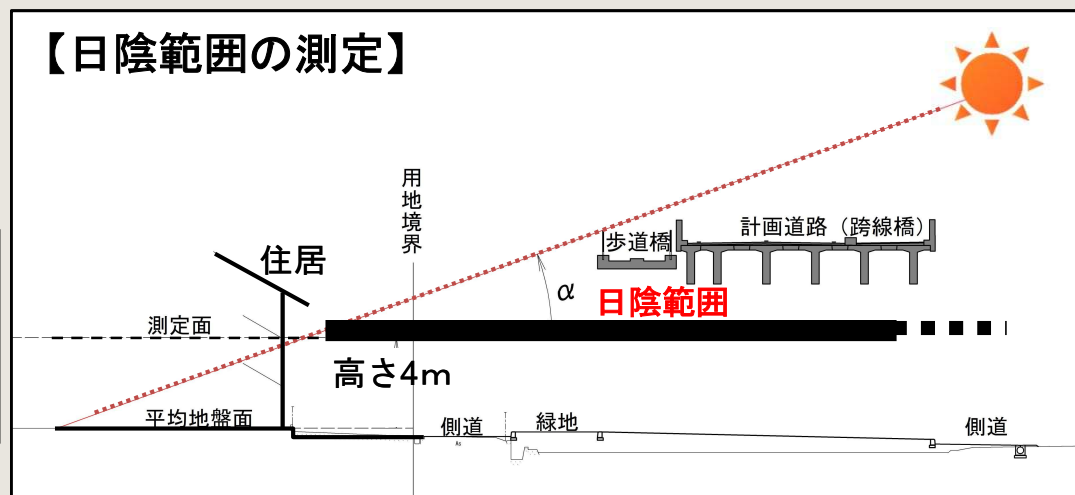 【日陰範囲の測定】
用地境界
計画道路（跨線橋）
歩道橋
住居
α
日陰範囲
測定面
高さ4m
平均地盤面
側道
緑地
側道
As